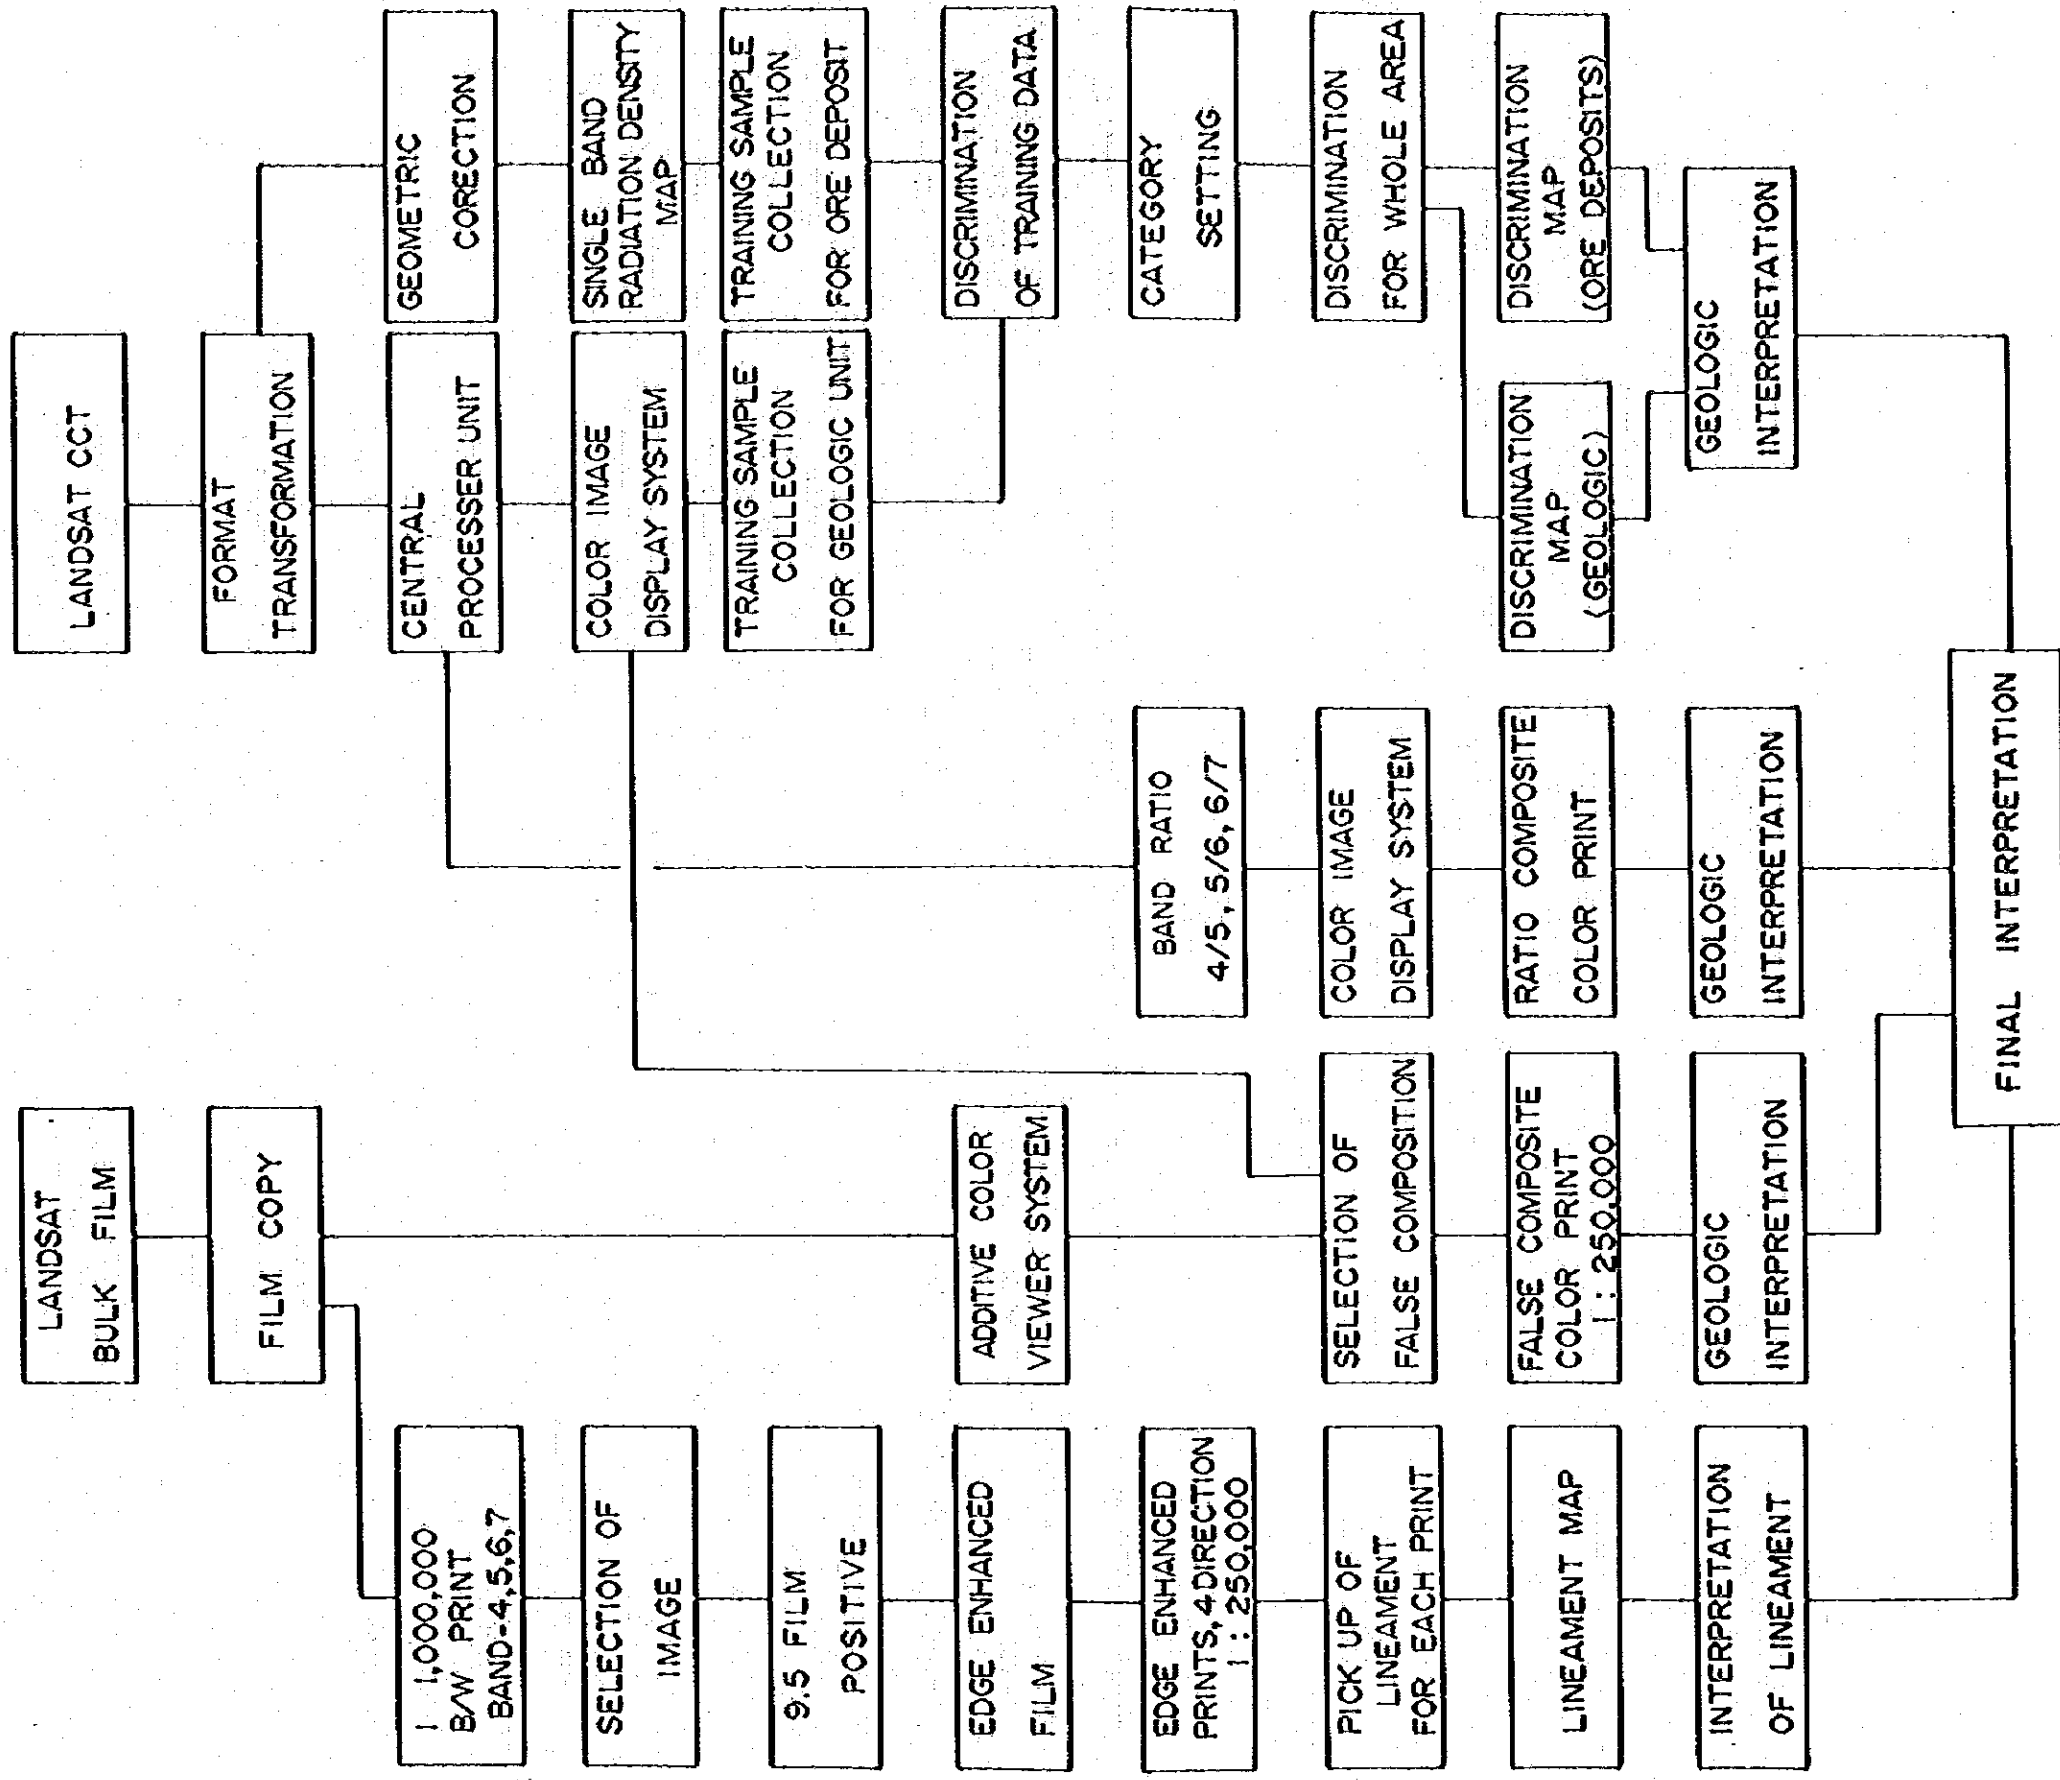 LANDSAT
BULK FILM
FILM COPY
1 1,000,000
B/W PRINT
BAND-4,5,6,7
SELECTION OF
IMAGE
9.5 FILM
POSITIVE
EDGE ENHANCED
FILM
EDGE ENHANCED
PRINTS, 4 DIRECTION
1 : 250,000
PICK UP OF
LINEAMENT
FOR EACH PRINT
LINEAMENT MAP
INTERPRETATION
OF LINEAMENT
ADDITIVE COLOR
VIEWER SYSTEM
SELECTION OF
FALSE COMPOSITION
FALSE COMPOSITE
COLOR PRINT
1 : 250,000
GEOLOGIC
INTERPRETATION
LANDSAT CCT
FORMAT
TRANSFORMATION
CENTRAL
PROCESSER UNIT
COLOR IMAGE
DISPLAY SYSTEM
TRAINING SAMPLE
COLLECTION
FOR GEOLOGIC UNIT
BAND RATIO
4/5, 5/6, 6/7
COLOR IMAGE
DISPLAY SYSTEM
RATIO COMPOSITE
COLOR PRINT
GEOLOGIC
INTERPRETATION
GEOMETRIC
CORECTION
SINGLE BAND
RADIATION DENSITY
MAP
TRAINING SAMPLE
COLLECTION
FOR ORE DEPOSIT
DISCRIMINATION
OF TRAINING DATA
CATEGORY
SETTING
DISCRIMINATION
FOR WHOLE AREA
DISCRIMINATION
MAP
(GEOLOGIC)
DISCRIMINATION
MAP
(ORE DEPOSITS)
GEOLOGIC
INTERPRETATION
FINAL INTERPRETATION